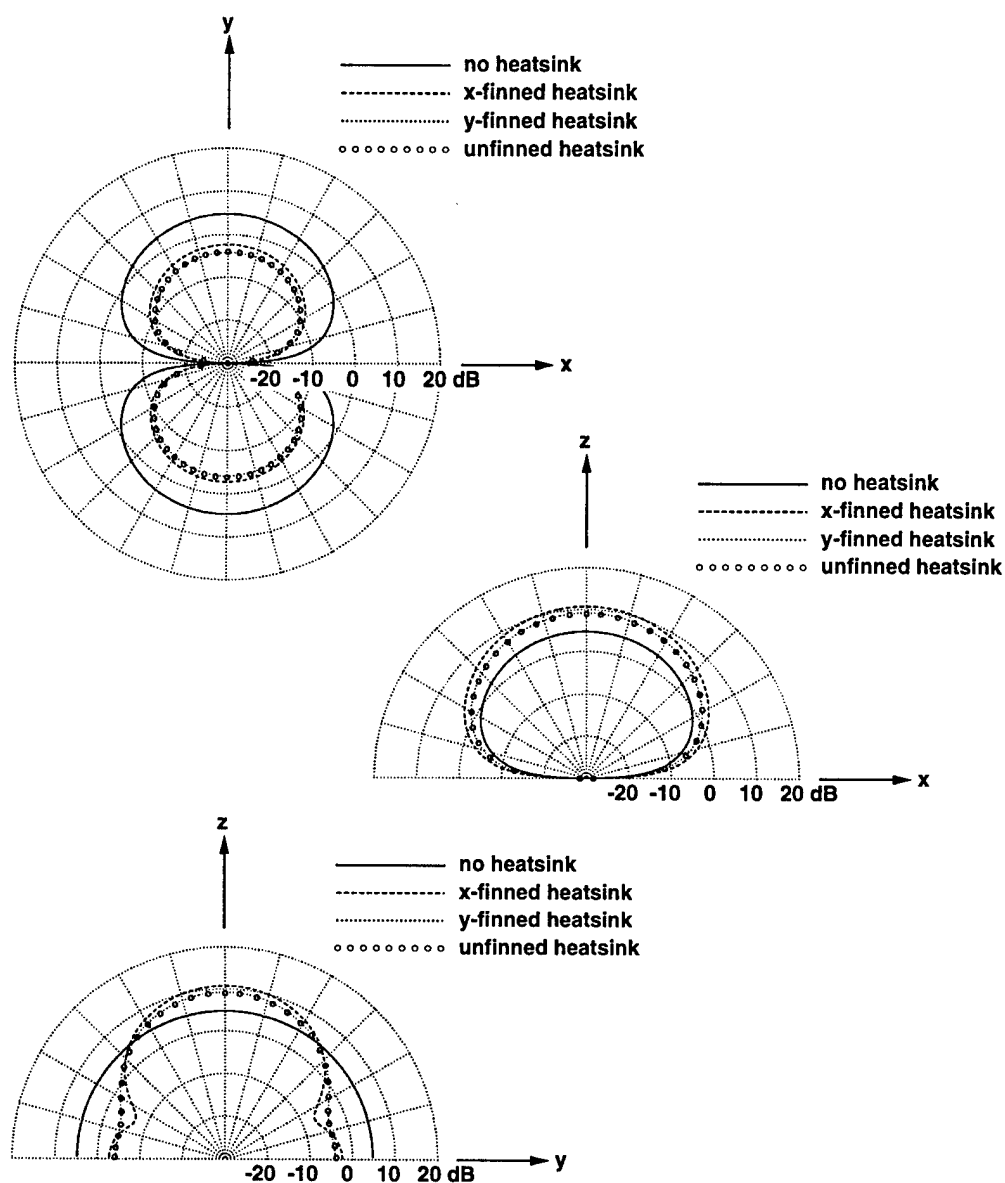 y
no heatsink
x-finned heatsink
y-finned heatsink
unfinned heatsink
-20 -10 0 10 20 dB
x
z
no heatsink
x-finned heatsink
y-finned heatsink
unfinned heatsink
-20 -10 0 10 20 dB
x
z
no heatsink
x-finned heatsink
y-finned heatsink
unfinned heatsink
-20 -10 0 10 20 dB
y